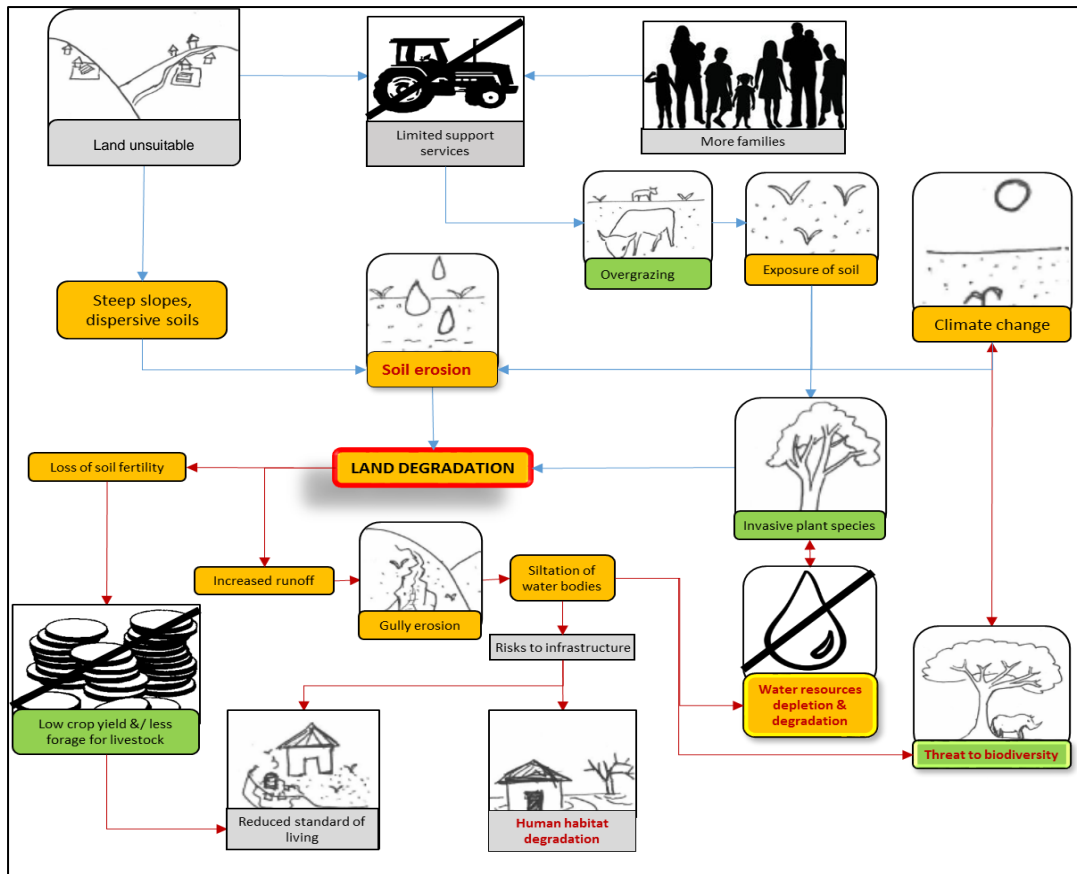 Land unsuitable
Limited support
services
More families
Overgrazing
Exposure of soil
Climate change
Steep slopes,
dispersive soils
Soil erosion
Loss of soil fertility
LAND DEGRADATION
Invasive plant species
Increased runoff
Gully erosion
Siltation of
water bodies
Risks to infrastructure
Low crop yield &/ less
forage for livestock
Water resources
depletion &
degradation
Threat to biodiversity
Reduced standard of
living
Human habitat
degradation